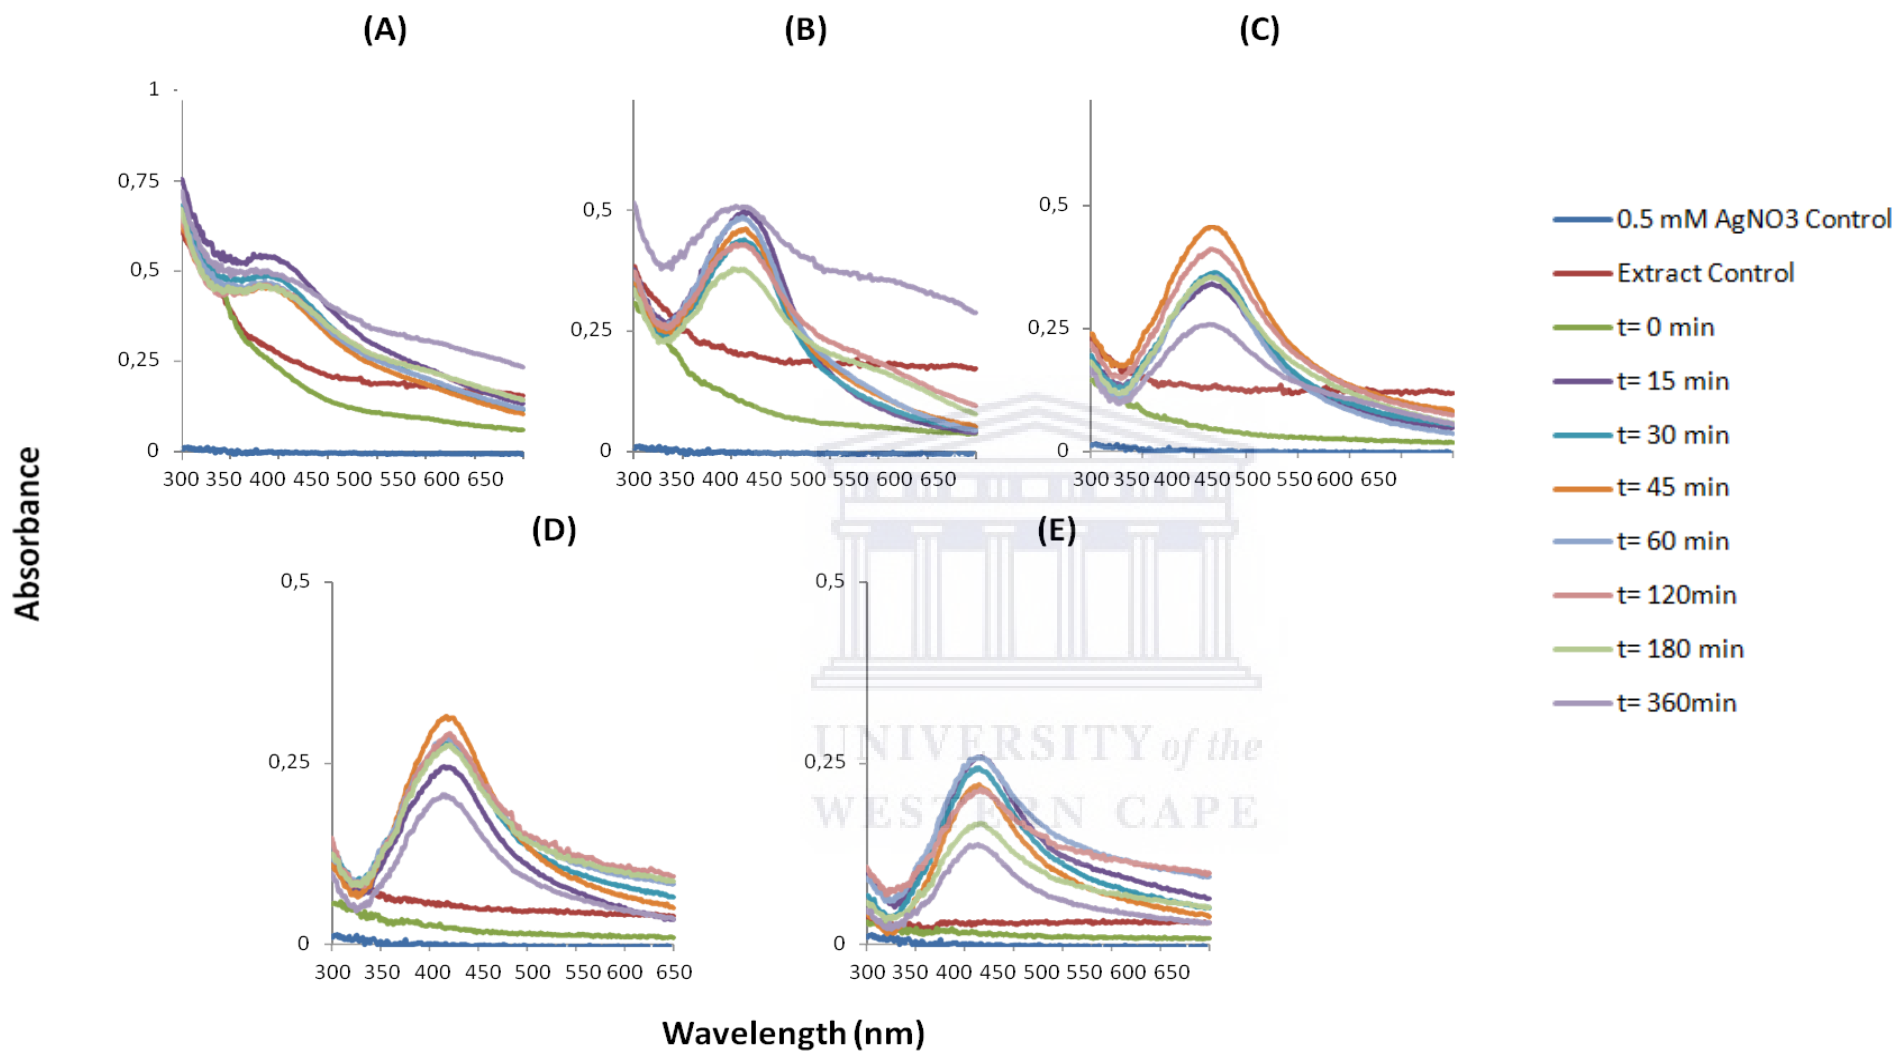 (A) (B) (C)
1
0,75
0,5
0,25
0
300 350 400 450 500 550 600 650
0,5
0,25
0
300 350 400 450 500 550 600 650
0,5
0,25
0
300 350 400 450 500 550 600 650
(D) (E)
0,5
0,25
0
300 350 400 450 500 550 600 650
0,5
0,25
0
300 350 400 450 500 550 600 650
Absorbance
Wavelength (nm)
0.5 mM AgNO3 Control
Extract Control
t= 0 min
t= 15 min
t= 30 min
t= 45 min
t= 60 min
t= 120min
t= 180 min
t= 360min
UNIVERSITY of the
WESTERN CAPE